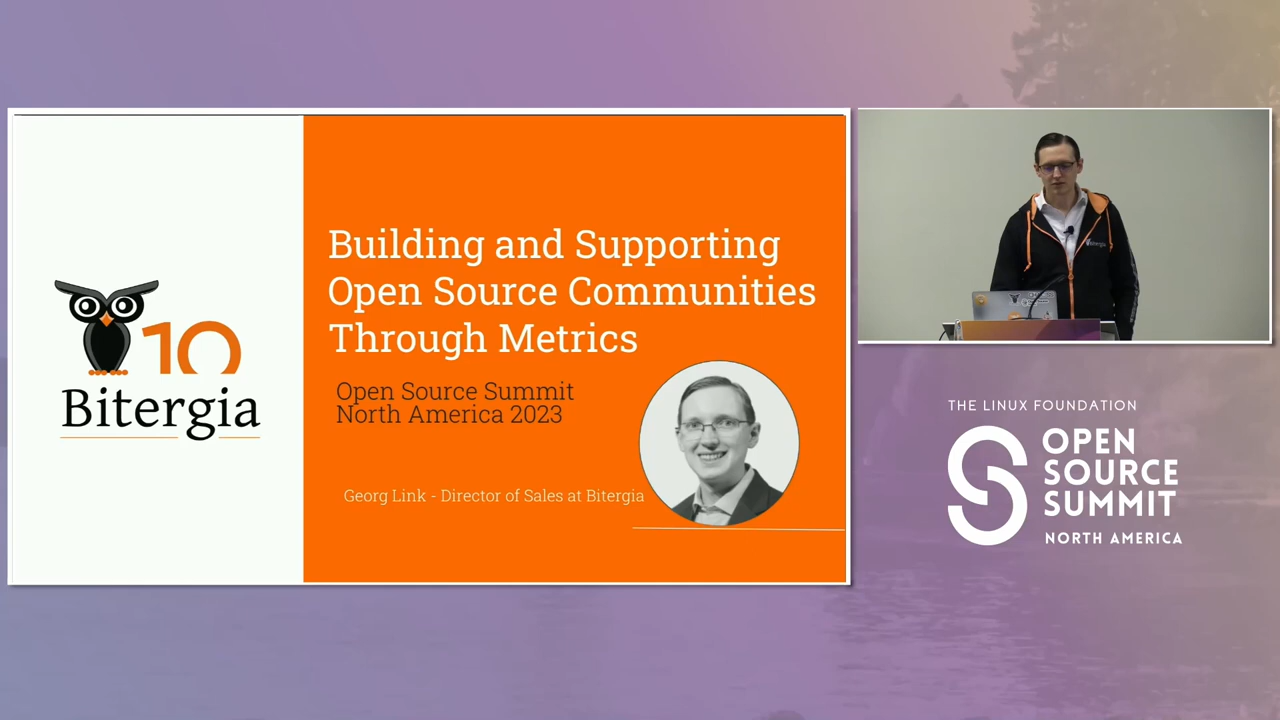 Building and Supporting
Open Source Communities
Through Metrics
Open Source Summit
North America 2023
Georg Link - Director of Sales at Bitergia
10
Bitergia
Bitergia
THE LINUX FOUNDATION
OPEN
SOURCE
SUMMIT
NORTH AMERICA